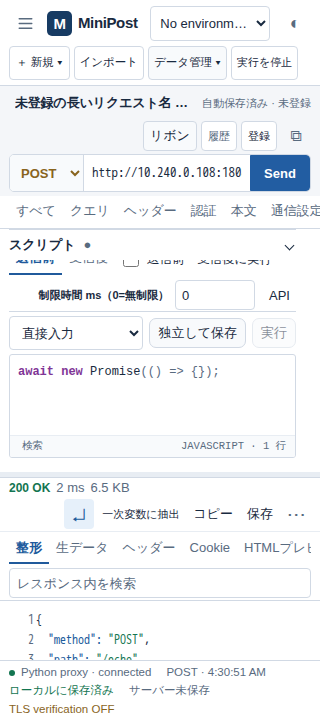 M MiniPost No environm...
+ 新規 ▾ インポート データ管理 ▾ 実行を停止
未登録の長いリクエスト名 ... 自動保存済み · 未登録
リボン 履歴 登録
POST http://10.240.0.108:180 Send
すべて クエリ ヘッダー 認証 本文 通信設定
スクリプト ●
送信前 受信後 送信前・受信後に実行
制限時間 ms（0=無制限） 0 API
直接入力 独立して保存 実行
await new Promise(() => {});
検索 JAVASCRIPT · 1 行
200 OK 2 ms 6.5 KB
一次変数に抽出 コピー 保存 ...
整形 生データ ヘッダー Cookie HTMLプレビ
レスポンス内を検索
1 {
2 "method": "POST",
3 "path": "/echo"
● Python proxy · connected POST · 4:30:51 AM
ローカルに保存済み サーバー未保存
TLS verification OFF